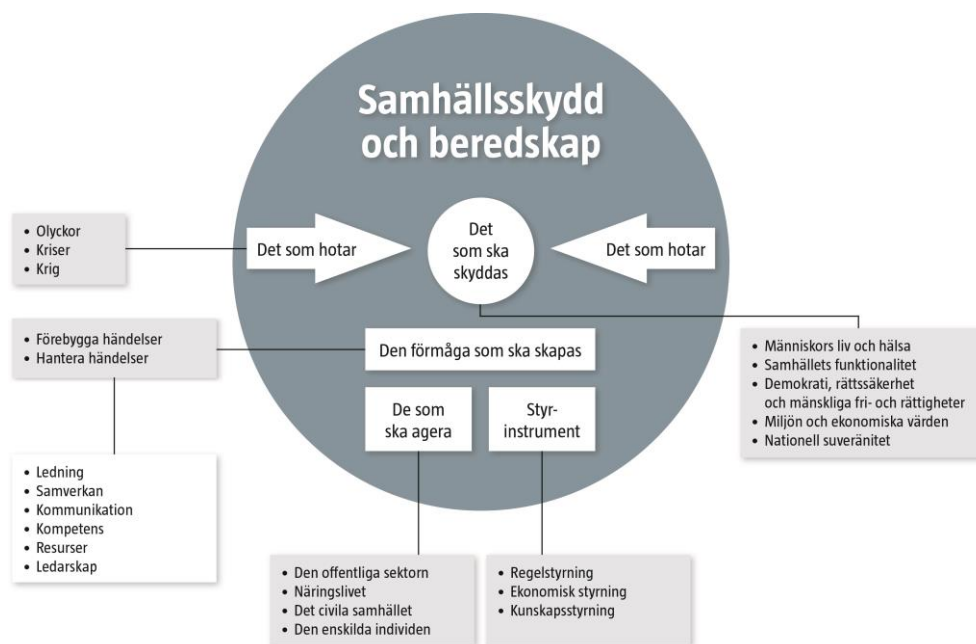 Samhällsskydd
och beredskap
• Olyckor
• Kriser
• Krig
Det som hotar
Det
som ska
skyddas
Det som hotar
• Förebygga händelser
• Hantera händelser
Den förmåga som ska skapas
• Människors liv och hälsa
• Samhällets funktionalitet
• Demokrati, rättssäkerhet
och mänskliga fri- och rättigheter
• Miljön och ekonomiska värden
• Nationell suveränitet
De som
ska agera
Styr-
instrument
• Ledning
• Samverkan
• Kommunikation
• Kompetens
• Resurser
• Ledarskap
• Den offentliga sektorn
• Näringslivet
• Det civila samhället
• Den enskilda individen
• Regelstyrning
• Ekonomisk styrning
• Kunskapsstyrning